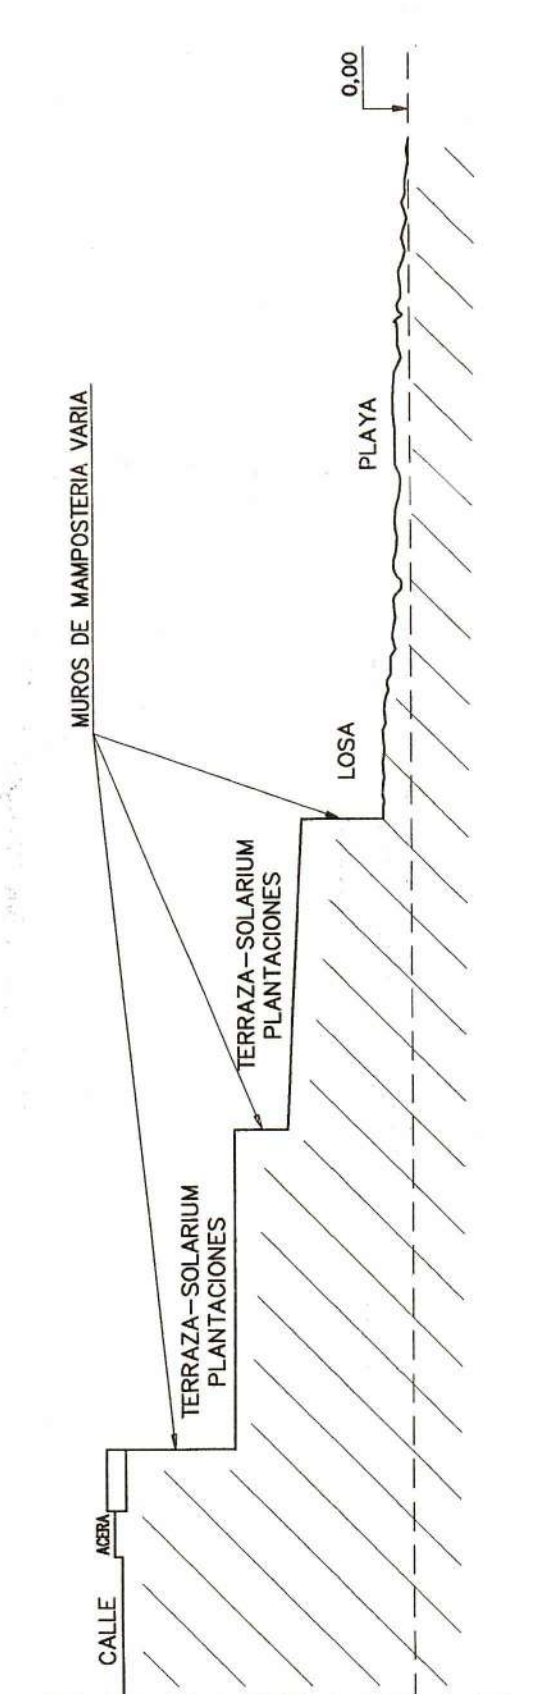 CALLE
ACERA
TERRAZA-SOLARIUM
PLANTACIONES
TERRAZA-SOLARIUM
PLANTACIONES
MUROS DE MAMPOSTERIA VARIA
LOSA
PLAYA
0,00